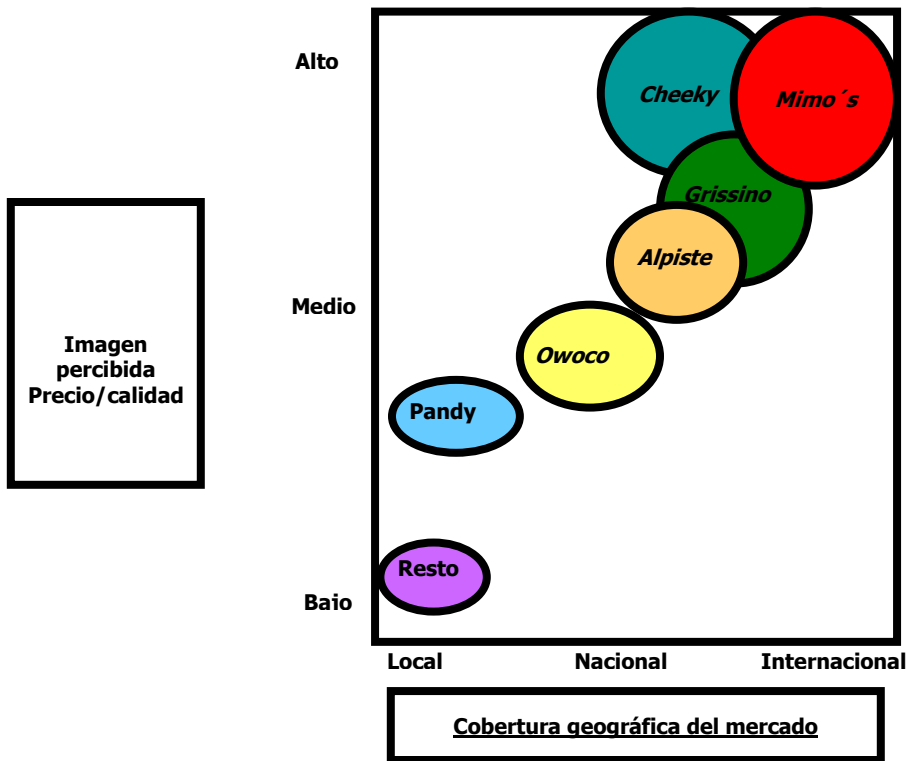 Alto
Cheeky
Mimo´s
Grissino
Alpiste
Medio
Imagen
percibida
Precio/calidad
Owoco
Pandy
Resto
Bajo
Local Nacional Internacional
Cobertura geográfica del mercado